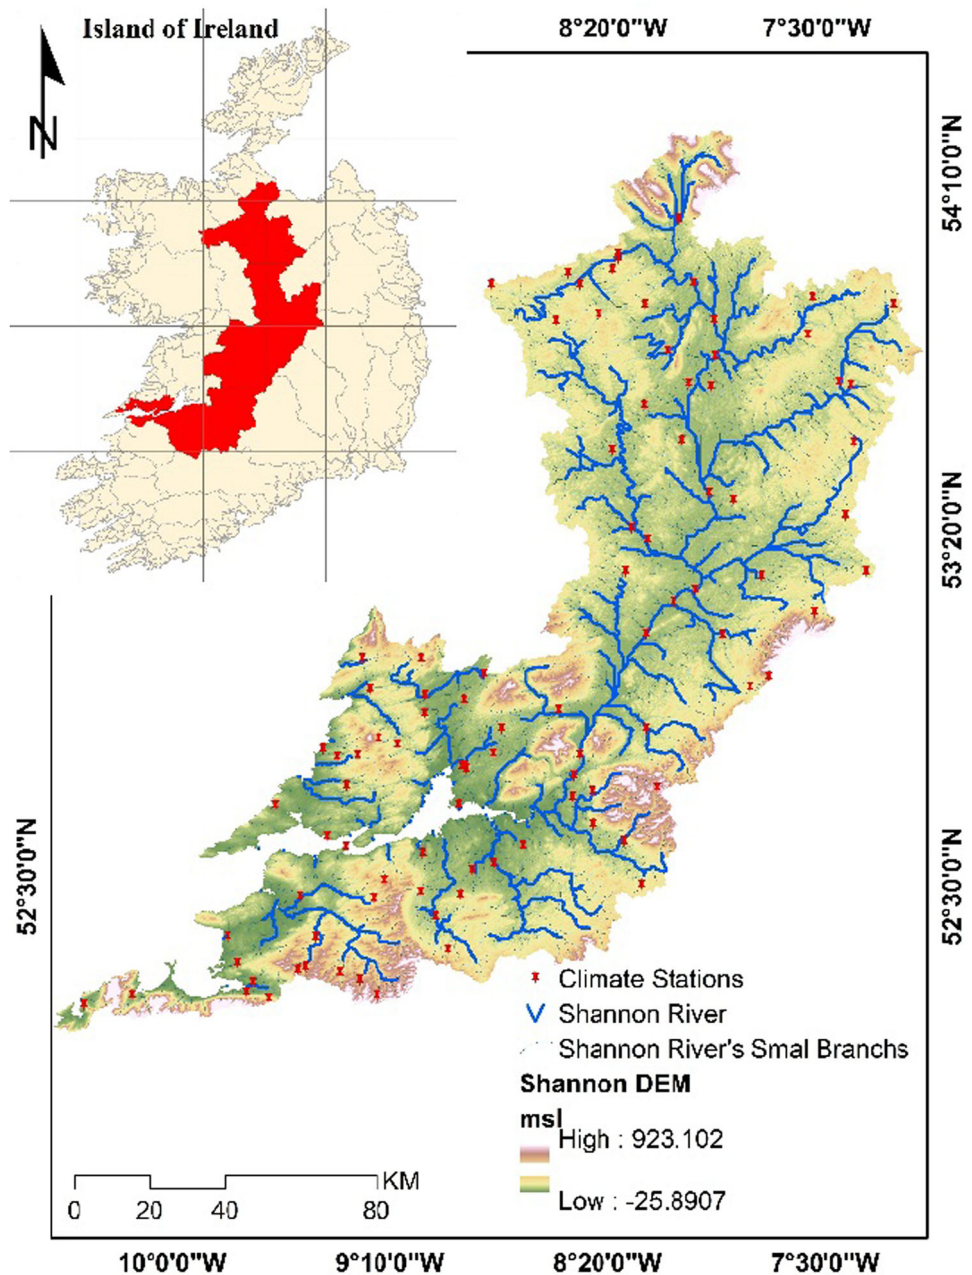 Island of Ireland
N
8°20'0"W 7°30'0"W
54°10'0"N
53°20'0"N
52°30'0"N
52°30'0"N
Climate Stations
Shannon River
Shannon River's Smal Branchs
Shannon DEM
msl
High : 923.102
Low : -25.8907
KM
0 20 40 80
10°0'0"W 9°10'0"W 8°20'0"W 7°30'0"W